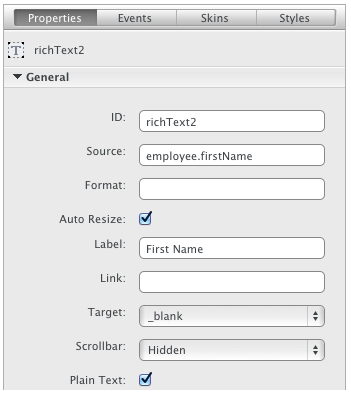 Properties Events Skins Styles
T richText2
General
ID: richText2
Source: employee.firstName
Format:
Auto Resize:
Label: First Name
Link:
Target: _blank
Scrollbar: Hidden
Plain Text: